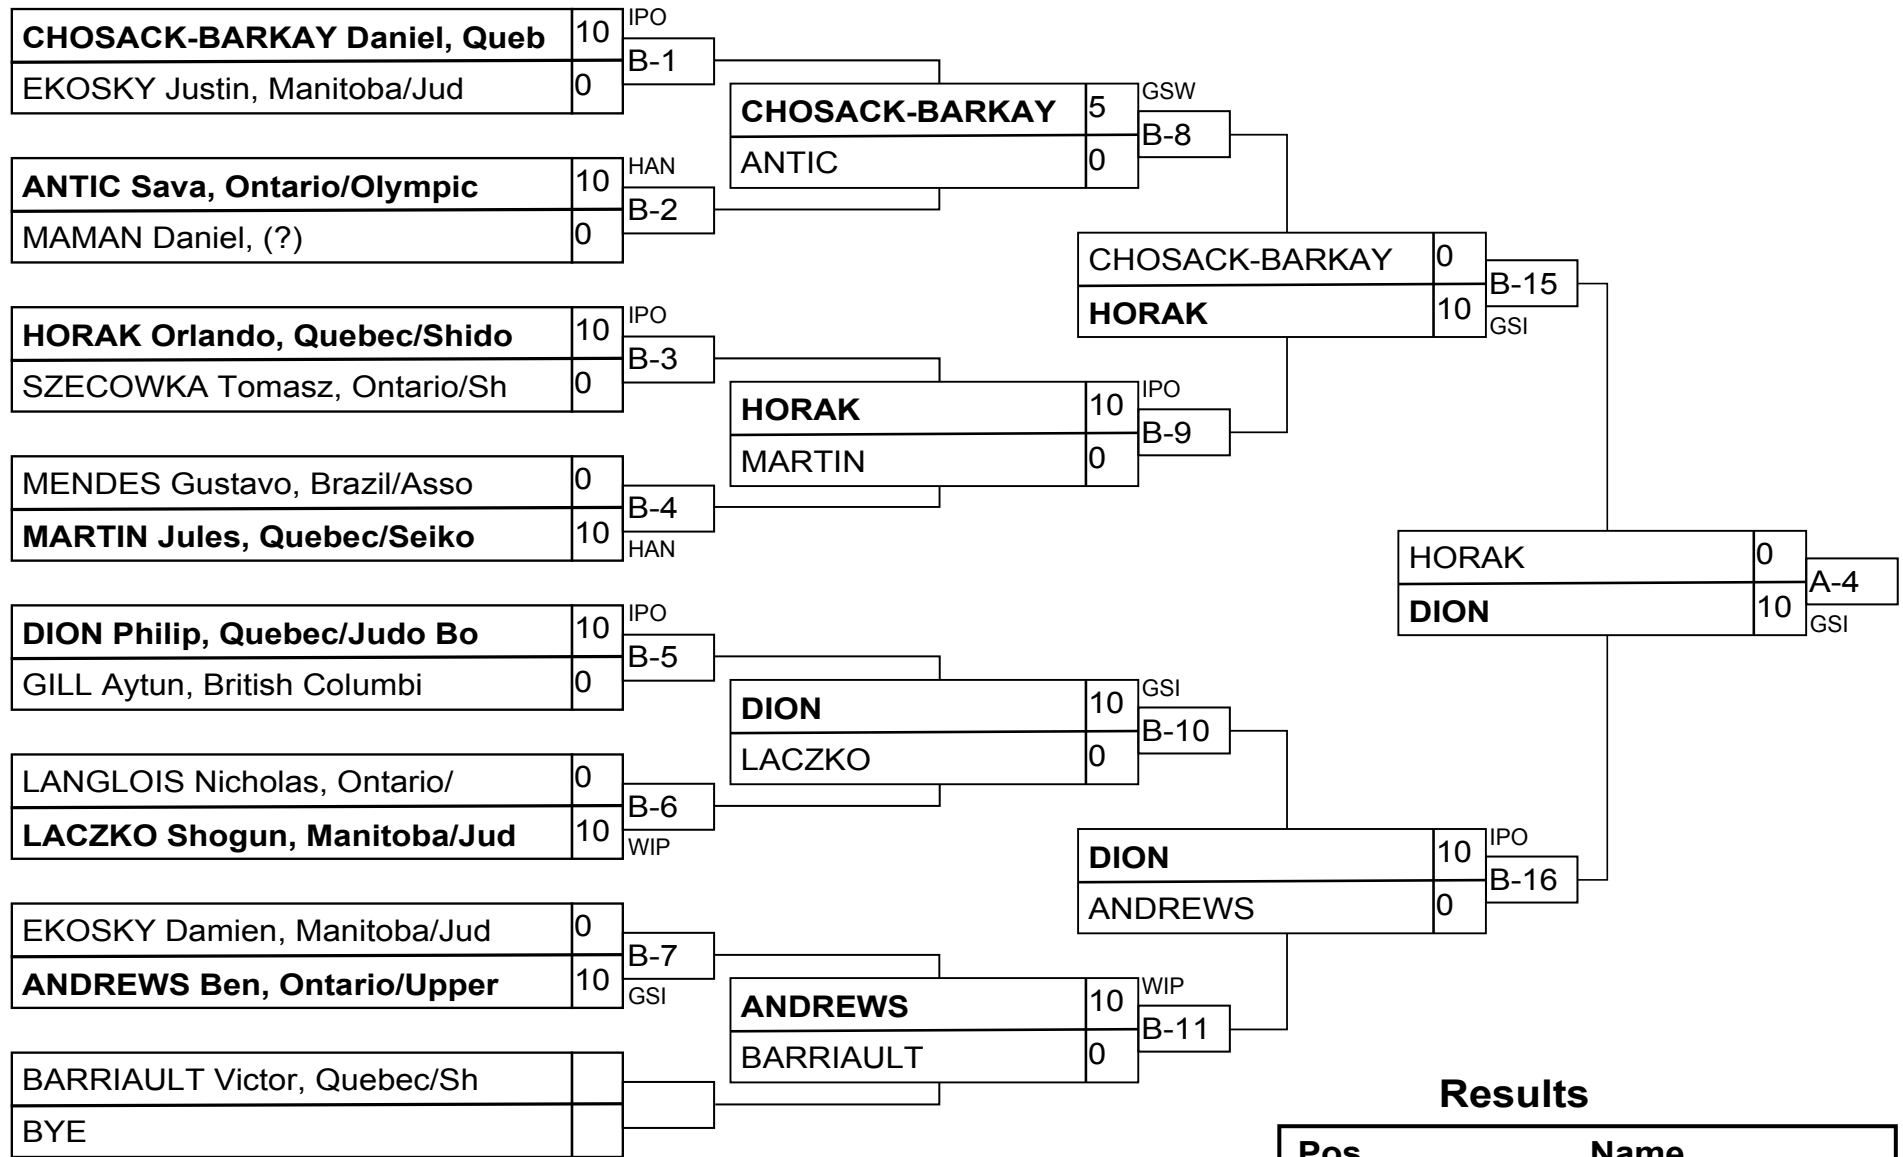 CHOSACK-BARKAY Daniel, Queb 10 IPO
B-1
EKOSKY Justin, Manitoba/Jud 0
ANTIC Sava, Ontario/Olympic 10 HAN
B-2
MAMAN Daniel, (?) 0
HORAK Orlando, Quebec/Shido 10 IPO
B-3
SZECOWKA Tomasz, Ontario/Sh 0
MENDES Gustavo, Brazil/Asso 0
B-4
MARTIN Jules, Quebec/Seiko 10 HAN
DION Philip, Quebec/Judo Bo 10 IPO
B-5
GILL Aytun, British Columbi 0
LANGLOIS Nicholas, Ontario/ 0
B-6
LACZKO Shogun, Manitoba/Jud 10 WIP
EKOSKY Damien, Manitoba/Jud 0
B-7
ANDREWS Ben, Ontario/Upper 10 GSI
BARRIAULT Victor, Quebec/Sh
BYE
CHOSACK-BARKAY 5 GSW
B-8
ANTIC 0
HORAK 10 IPO
B-9
MARTIN 0
DION 10 GSI
B-10
LACZKO 0
ANDREWS 10 WIP
B-11
BARRIAULT 0
CHOSACK-BARKAY 0
B-15
HORAK 10 GSI
DION 10 IPO
B-16
ANDREWS 0
HORAK 0
A-4
DION 10 GSI
Results
Pos Name